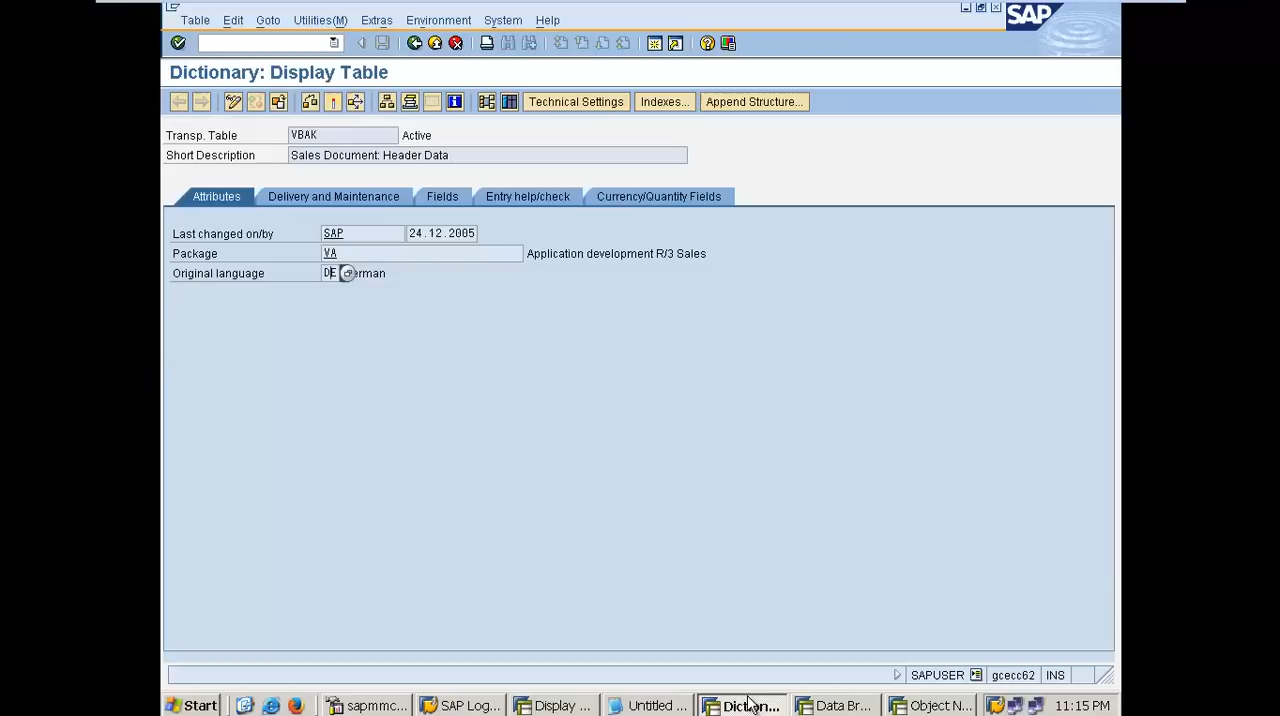 Table Edit Goto Utilities(M) Extras Environment System Help
SAP
Dictionary: Display Table
Technical Settings Indexes... Append Structure...
Transp. Table VBAK Active
Short Description Sales Document: Header Data
Attributes Delivery and Maintenance Fields Entry help/check Currency/Quantity Fields
Last changed on/by SAP 24.12.2005
Package VA Application development R/3 Sales
Original language DE erman
SAPUSER gcecc62 INS
Start sapmmc... SAP Log... Display ... Untitled ... Diction... Data Br... Object N... 11:15 PM